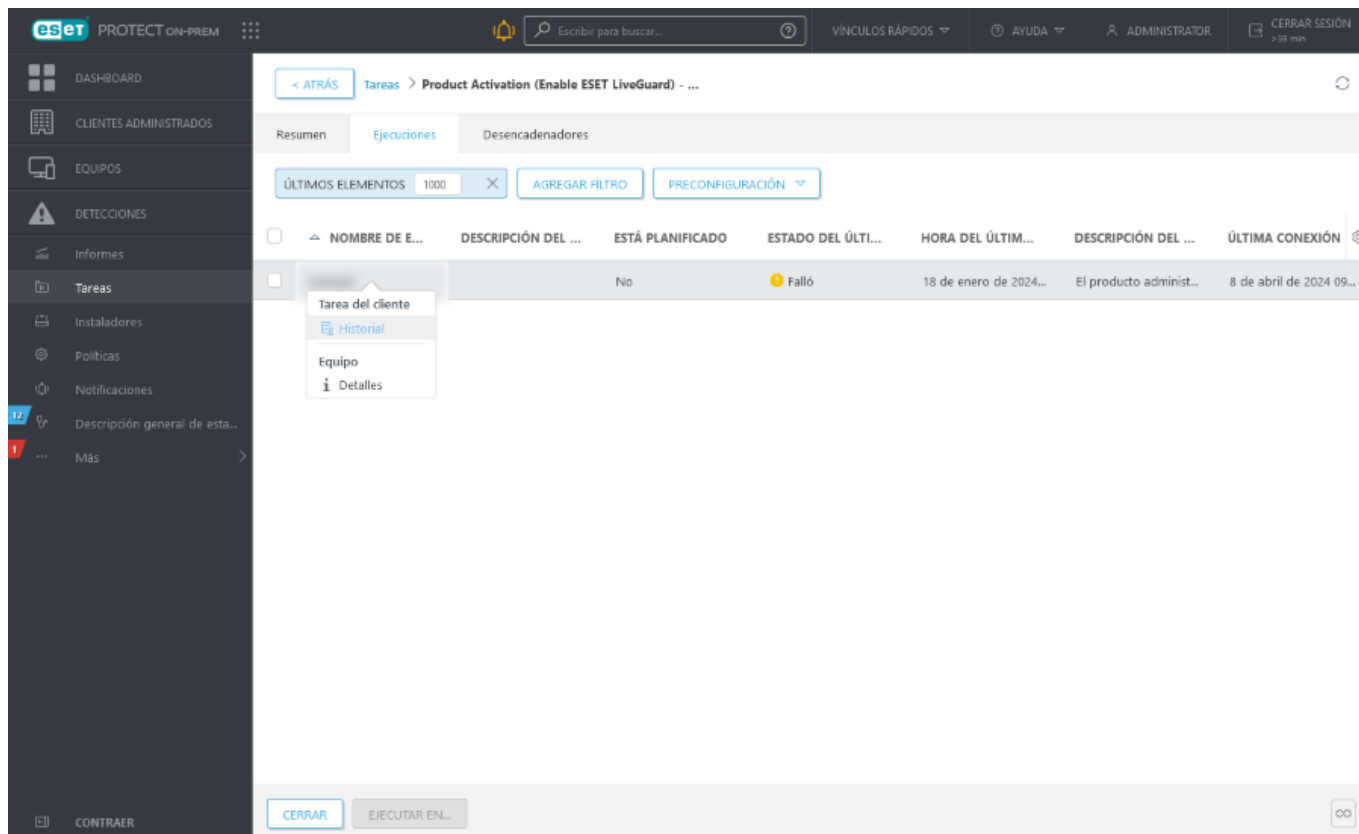 eset PROTECT ON-PREM
Escribir para buscar...
VÍNCULOS RÁPIDOS
AYUDA
ADMINISTRATOR
CERRAR SESIÓN
> 59 min
DASHBOARD
CLIENTES ADMINISTRADOS
EQUIPOS
DETECCIONES
Informes
Tareas
Instaladores
Políticas
Notificaciones
12
Descripción general de esta...
1
Más
CONTRAER
< ATRÁS
Tareas > Product Activation (Enable ESET LiveGuard) - ...
Resumen
Ejecuciones
Desencadenadores
ÚLTIMOS ELEMENTOS 1000
AGREGAR FILTRO
PRECONFIGURACIÓN
NOMBRE DE E...
DESCRIPCIÓN DEL ...
ESTÁ PLANIFICADO
ESTADO DEL ÚLTI...
HORA DEL ÚLTIM...
DESCRIPCIÓN DEL ...
ÚLTIMA CONEXIÓN
No
Falló
18 de enero de 2024...
El producto administ...
8 de abril de 2024 09...
Tarea del cliente
Historial
Equipo
Detalles
CERRAR
EJECUTAR EN...